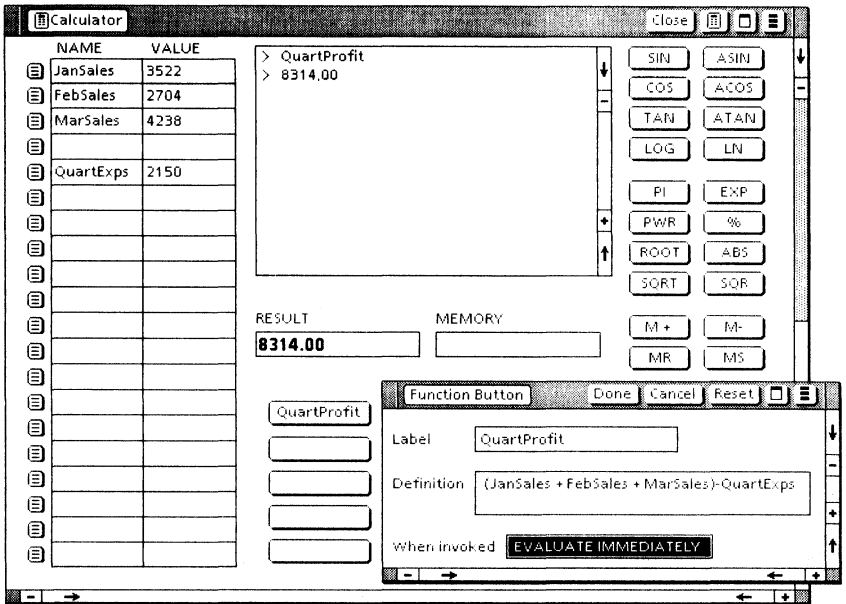 Calculator
Close
NAME VALUE
JanSales 3522
FebSales 2704
MarSales 4238
QuartExps 2150
> QuartProfit
> 8314.00
SIN ASIN
COS ACOS
TAN ATAN
LOG LN
PI EXP
PWR %
ROOT ABS
SQRT SQR
M + M-
MR MS
RESULT MEMORY
8314.00
QuartProfit
Function Button Done Cancel Reset
Label QuartProfit
Definition (JanSales + FebSales + MarSales)-QuartExps
When invoked EVALUATE IMMEDIATELY